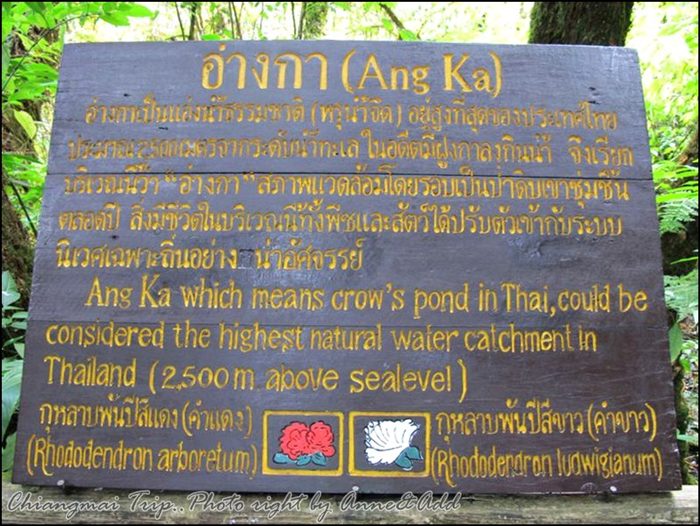 อ่างกา (Ang Ka)
อ่างกาเป็นแอ่งน้ำธรรมชาติ (พรุน้ำจืด) อยู่สูงที่สุดของประเทศไทย
ประมาณ 2,500 เมตรจากระดับน้ำทะเล ในอดีตมีฝูงกาลงกินน้ำ จึงเรียก
บริเวณนี้ว่า "อ่างกา" สภาพแวดล้อมโดยรอบเป็นป่าดิบเขาชุ่มชื้น
ตลอดปี สิ่งมีชีวิตในบริเวณนี้ทั้งพืชและสัตว์ได้ปรับตัวเข้ากับระบบ
นิเวศเฉพาะถิ่นอย่าง น่าอัศจรรย์
Ang Ka which means crow's pond in Thai, could be
considered the highest natural water catchment in
Thailand (2,500 m. above sealevel)
กุหลาบพันปีสีแดง (คำแดง)
(Rhododendron arboretum)
กุหลาบพันปีสีขาว (คำขาว)
(Rhododendron ludwigianum)
Chiangmai Trip.. Photo right by Anne&Add